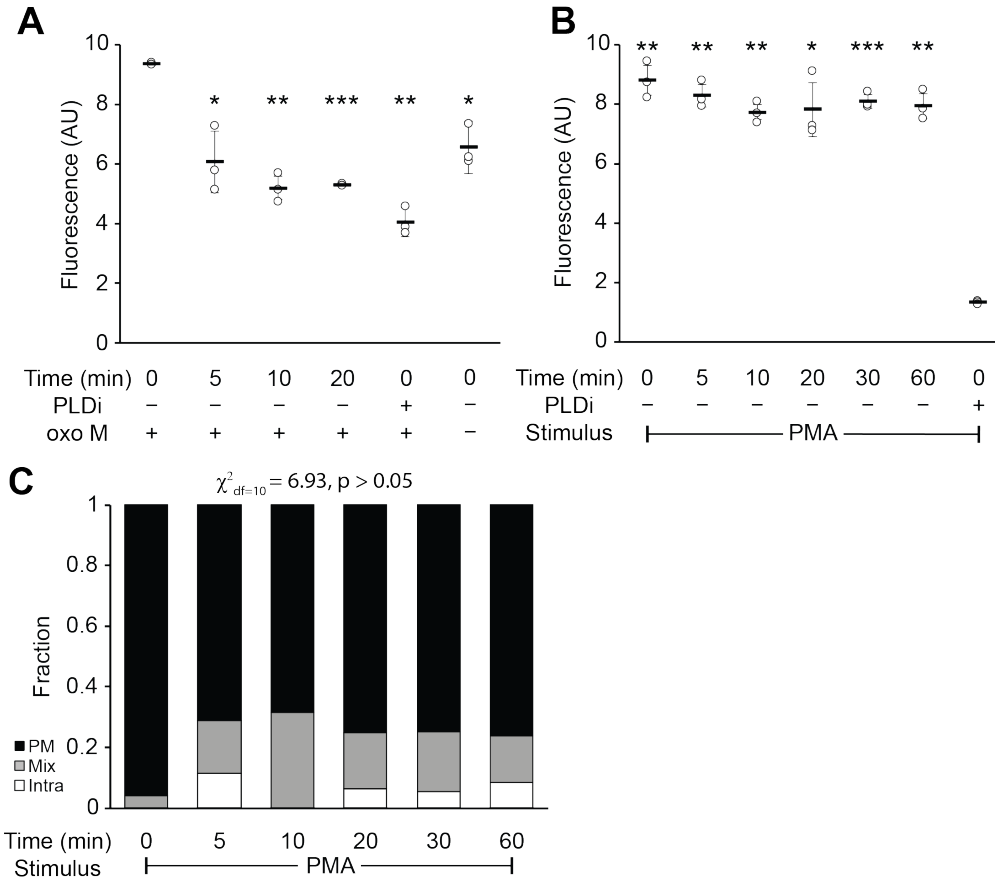 A
Fluorescence (AU)
10
8
6
4
2
0
* ** *** ** *
Time (min) 0 5 10 20 0 0
PLDi – – – – + –
oxo M + + + + + –
B
Fluorescence (AU)
10
8
6
4
2
0
** ** ** * *** **
Time (min) 0 5 10 20 30 60 0
PLDi – – – – – – +
Stimulus PMA
C
χ²df=10 = 6.93, p > 0.05
Fraction
1
0.8
0.6
0.4
0.2
0
PM
Mix
Intra
Time (min) 0 5 10 20 30 60
Stimulus PMA